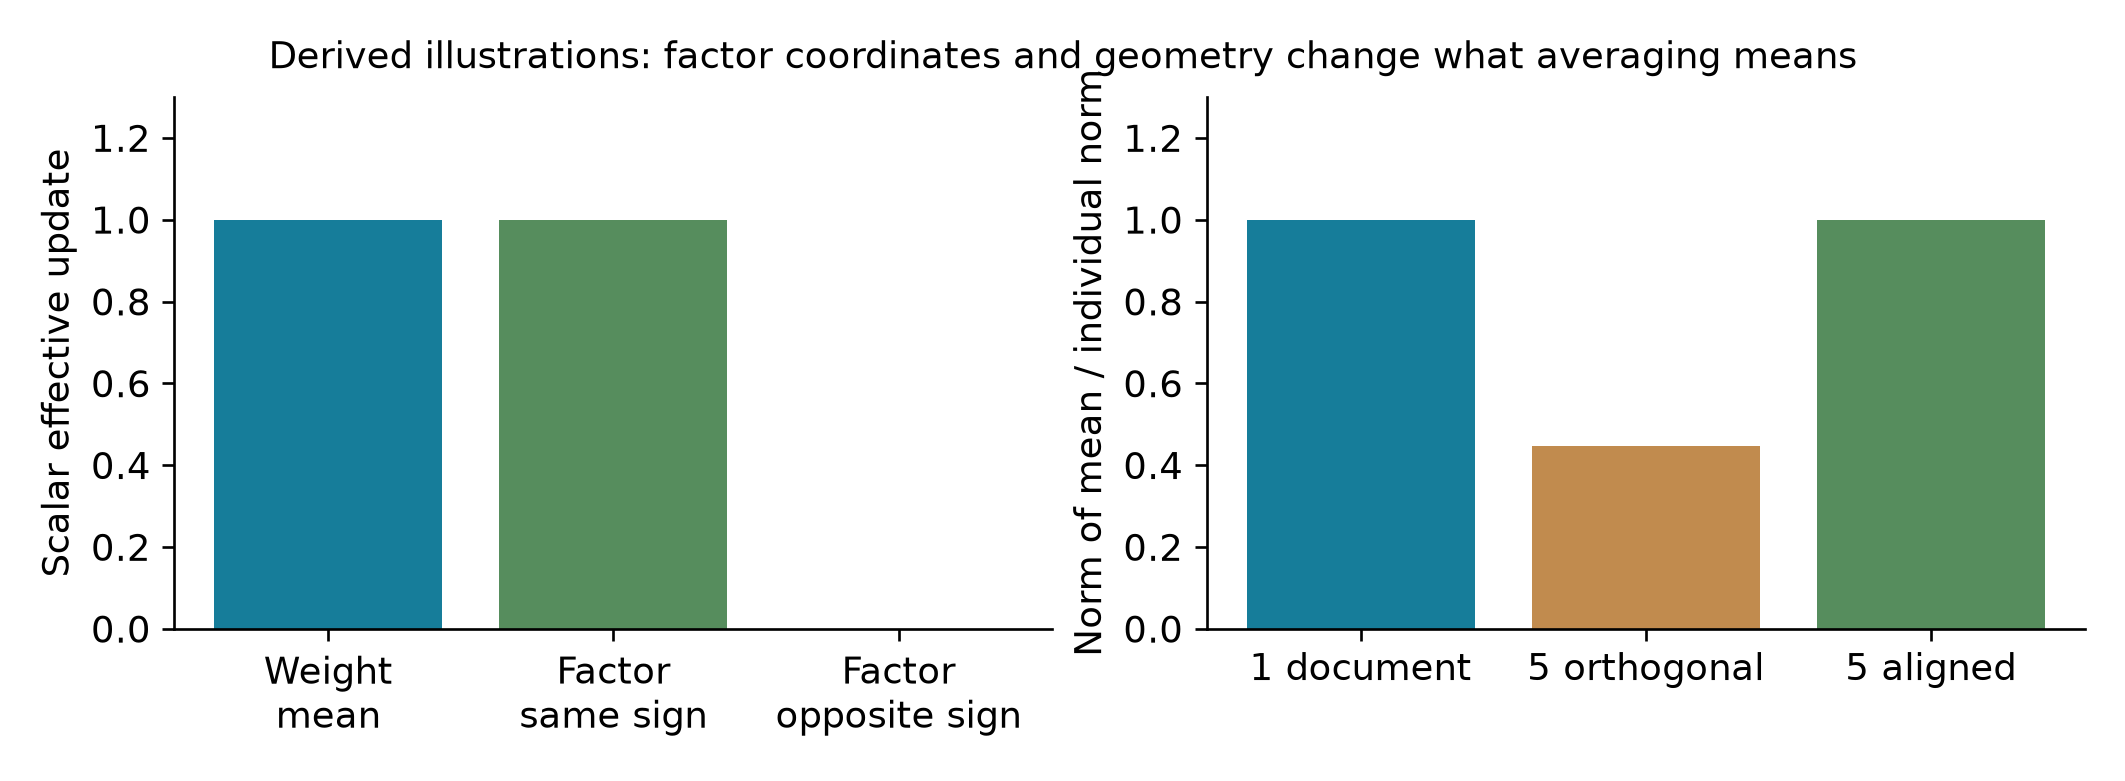 Derived illustrations: factor coordinates and geometry change what averaging means
Scalar effective update
1.2
1.0
0.8
0.6
0.4
0.2
0.0
Weight
mean
Factor
same sign
Factor
opposite sign
Norm of mean / individual norm
1.2
1.0
0.8
0.6
0.4
0.2
0.0
1 document
5 orthogonal
5 aligned